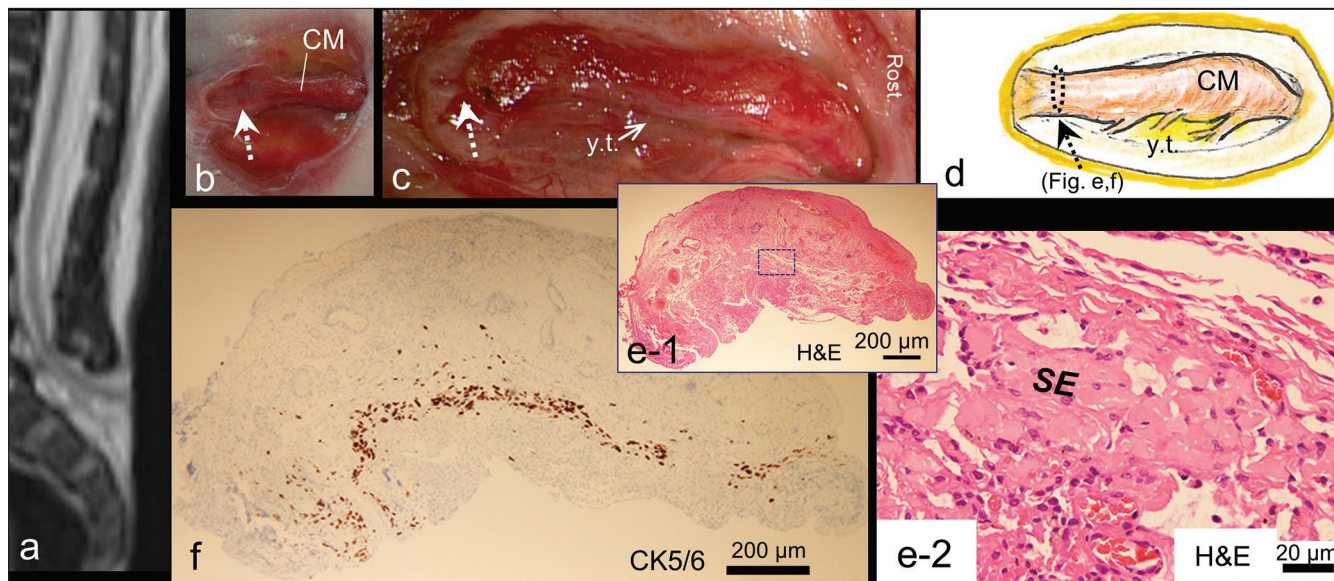 a
b
CM
c
y.t.
Rost.
d
CM
y.t.
(Fig. e,f)
e-1
H&E
200 µm
f
CK5/6
200 µm
SE
e-2
H&E
20 µm